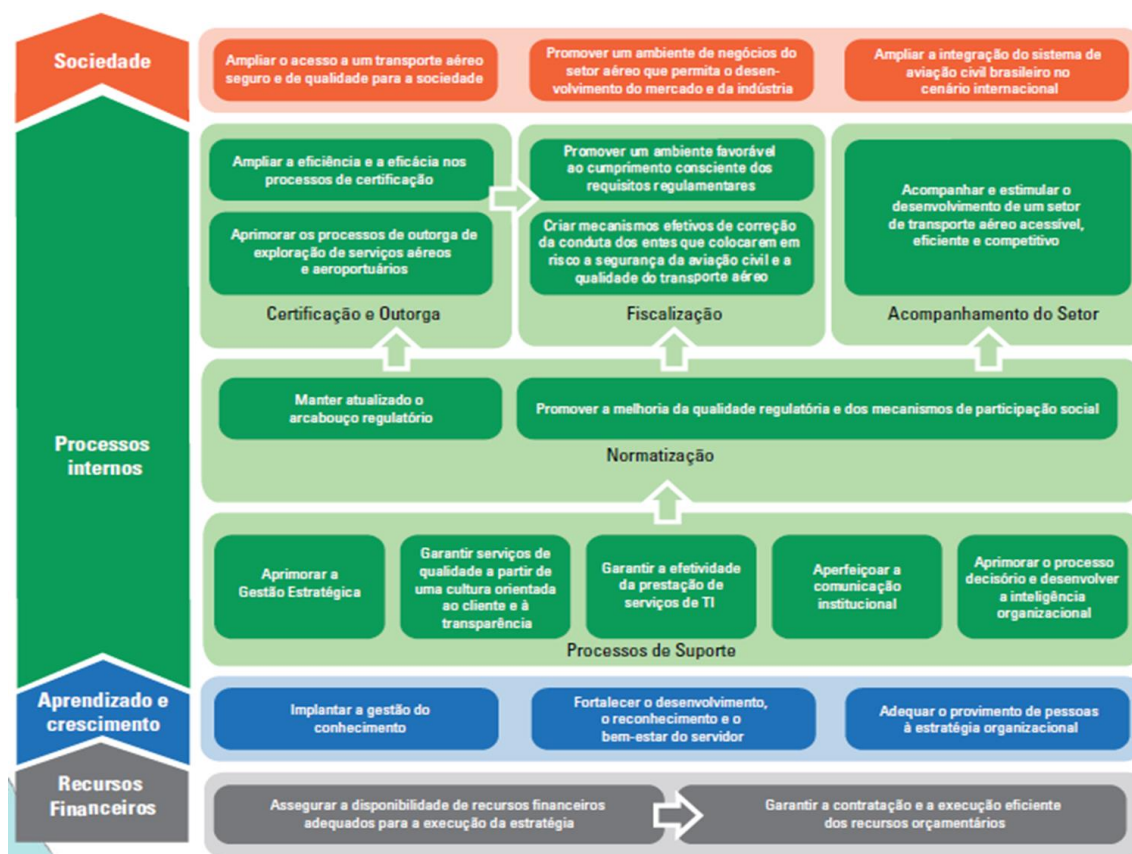 Sociedade
Ampliar o acesso a um transporte aéreo
seguro e de qualidade para a sociedade
Promover um ambiente de negócios do
setor aéreo que permita o desen-
volvimento do mercado e da indústria
Ampliar a integração do sistema de
aviação civil brasileiro no
cenário internacional
Processos
internos
Ampliar a eficiência e a eficácia nos
processos de certificação
Aprimorar os processos de outorga de
exploração de serviços aéreos
e aeroportuários
Certificação e Outorga
Promover um ambiente favorável
ao cumprimento consciente dos
requisitos regulamentares
Criar mecanismos efetivos de correção
da conduta dos entes que colocarem em
risco a segurança da aviação civil e a
qualidade do transporte aéreo
Fiscalização
Acompanhar e estimular o
desenvolvimento de um setor
de transporte aéreo acessível,
eficiente e competitivo
Acompanhamento do Setor
Manter atualizado o
arcabouço regulatório
Promover a melhoria da qualidade regulatória e dos mecanismos de participação social
Normatização
Aprimorar a
Gestão Estratégica
Garantir serviços de
qualidade a partir de
uma cultura orientada
ao cliente e à
transparência
Garantir a efetividade
da prestação de
serviços de TI
Aperfeiçoar a
comunicação
institucional
Aprimorar o processo
decisório e desenvolver
a inteligência
organizacional
Processos de Suporte
Aprendizado e
crescimento
Implantar a gestão do
conhecimento
Fortalecer o desenvolvimento,
o reconhecimento e o
bem-estar do servidor
Adequar o provimento de pessoas
à estratégia organizacional
Recursos
Financeiros
Assegurar a disponibilidade de recursos financeiros
adequados para a execução da estratégia
Garantir a contratação e a execução eficiente
dos recursos orçamentários